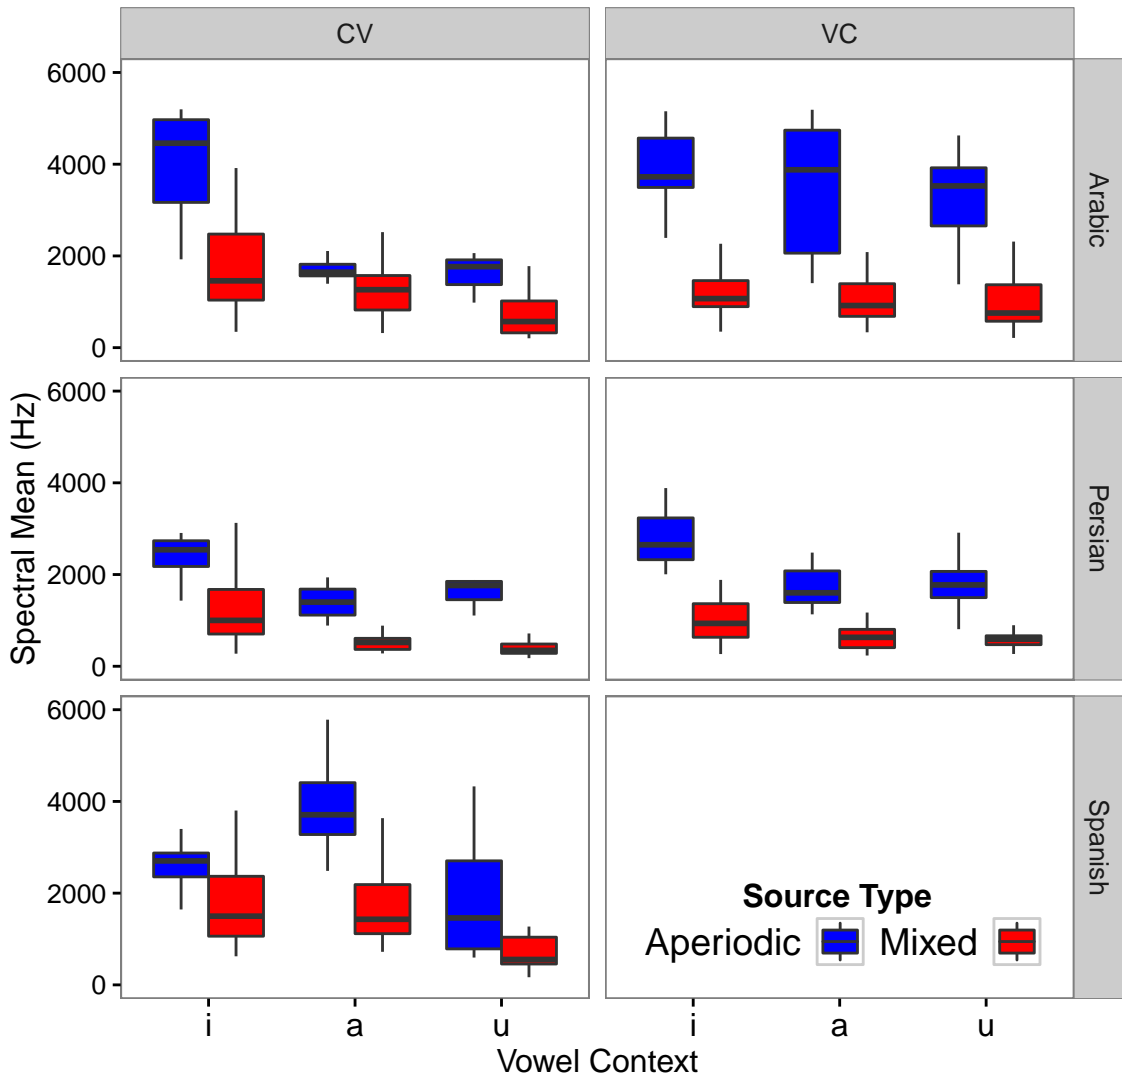 CV
VC
6000
4000
2000
0
Arabic
6000
4000
2000
0
Persian
6000
4000
2000
0
Spanish
Spectral Mean (Hz)
Source Type
Aperiodic Mixed
i a u
i a u
Vowel Context